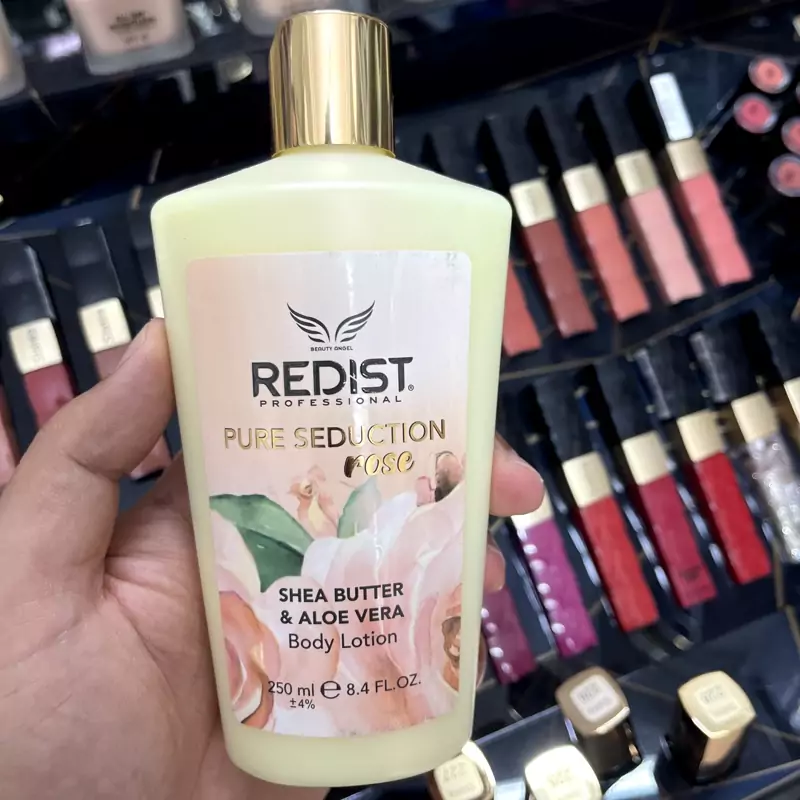 BEAUTY ANGEL
REDIST®
PROFESSIONAL
PURE SEDUCTION
rose
SHEA BUTTER
& ALOE VERA
Body Lotion
250 ml ℮ 8.4 FL.OZ.
±4%